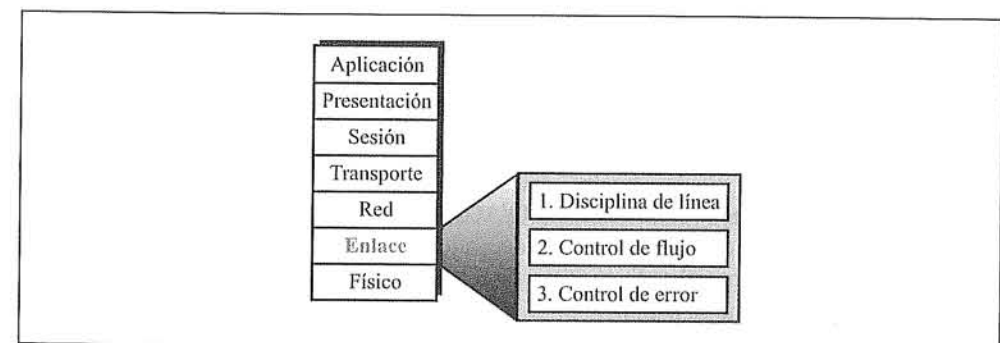 Aplicación
Presentación
Sesión
Transporte
Red
Enlace
Físico
1. Disciplina de línea
2. Control de flujo
3. Control de error